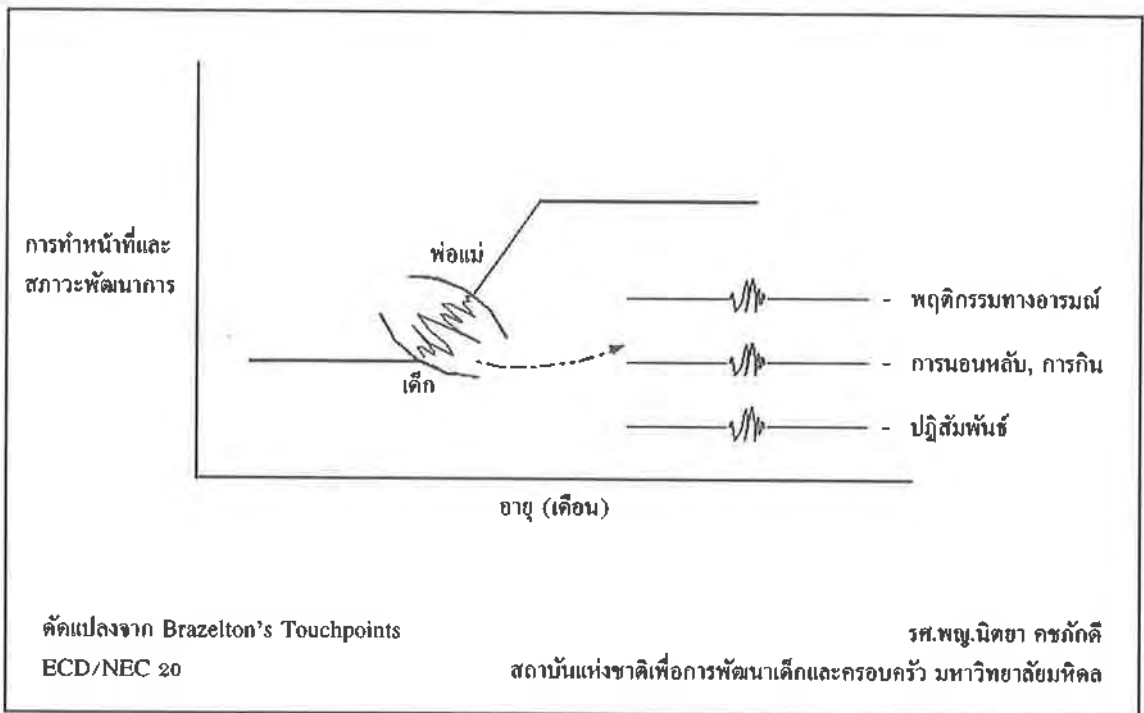 การทำหน้าที่และ
สภาวะพัฒนาการ
พ่อแม่
เด็ก
- พฤติกรรมทางอารมณ์
- การนอนหลับ, การกิน
- ปฏิสัมพันธ์
อายุ (เดือน)
ดัดแปลงจาก Brazelton's Touchpoints
รศ.พญ.นิตยา คชภักดี
ECD/NEC 20
สถาบันแห่งชาติเพื่อการพัฒนาเด็กและครอบครัว มหาวิทยาลัยมหิดล